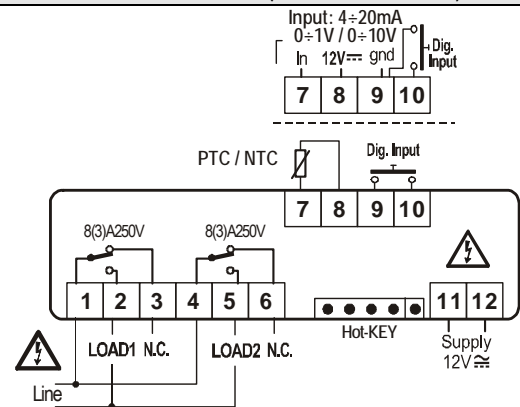 Input: 4÷20mA
0÷1V / 0÷10V
In 12V⎓ gnd
Dig.
Input
7 8 9 10
PTC / NTC
Dig. Input
7 8 9 10
8(3)A250V 8(3)A250V
1 2 3 4 5 6
11 12
LOAD1 N.C. LOAD2 N.C.
Hot-KEY
Supply
12V≅
Line